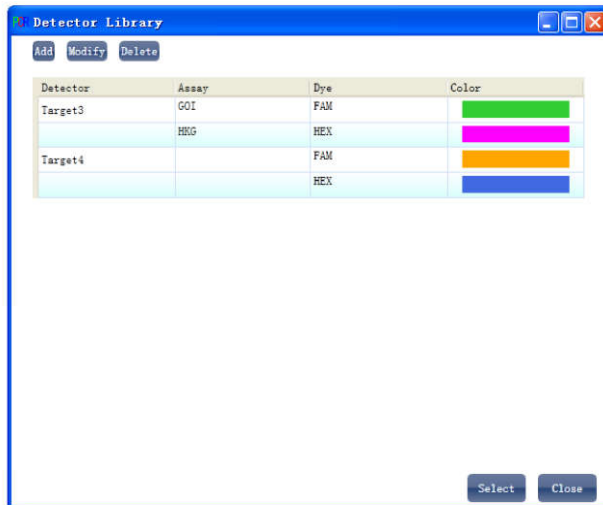 Detector Library
Add Modify Delete
Detector Assay Dye Color
Target3 GOI FAM
HKG HEX
Target4 FAM
HEX
Select Close